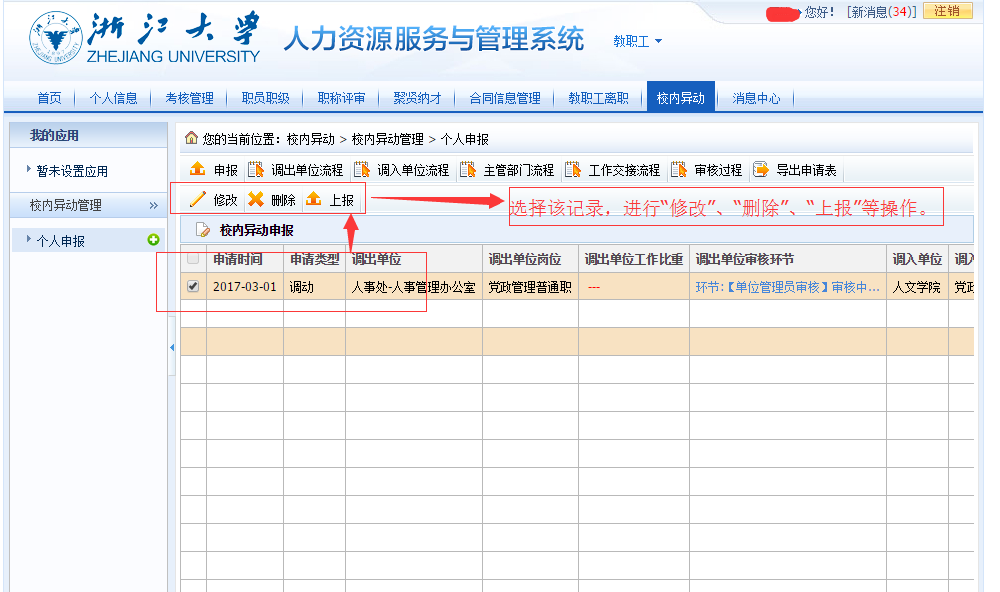 浙江大学
ZHEJIANG UNIVERSITY
人力资源服务与管理系统
教职工
您好! [新消息(34)] 注销
首页 个人信息 考核管理 职员职级 职称评审 聚贤纳才 合同信息管理 教职工离职 校内异动 消息中心
我的应用
暂未设置应用
校内异动管理 »
个人申报
您的当前位置: 校内异动 > 校内异动管理 > 个人申报
申报 调出单位流程 调入单位流程 主管部门流程 工作交接流程 审核过程 导出申请表
修改 删除 上报
选择该记录，进行“修改”、“删除”、“上报”等操作。
校内异动申报
申请时间 申请类型 调出单位 调出单位岗位 调出单位工作比重 调出单位审核环节 调入单位 调入
2017-03-01 调动 人事处-人事管理办公室 党政管理普通职 --- 环节:【单位管理员审核】审核中... 人文学院 党政